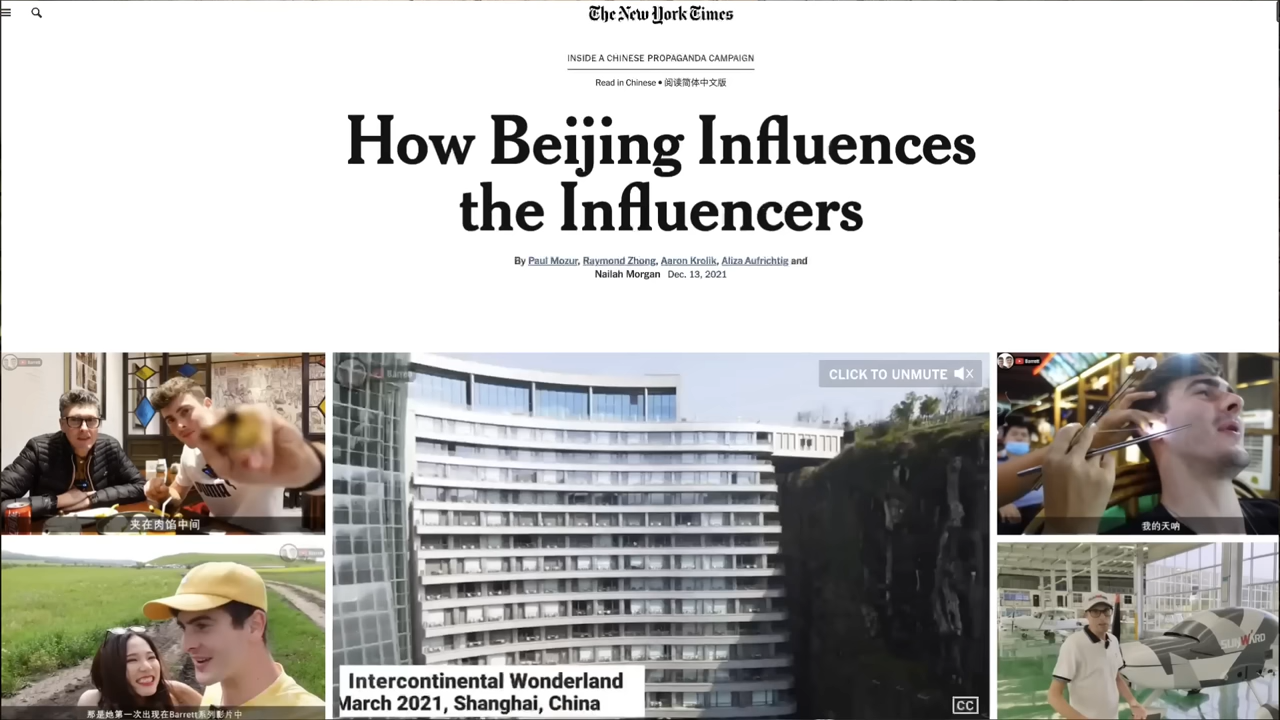 The New York Times
INSIDE A CHINESE PROPAGANDA CAMPAIGN
Read in Chinese • 阅读简体中文版
How Beijing Influences
the Influencers
By Paul Mozur, Raymond Zhong, Aaron Krolik, Aliza Aufrichtig and
Nailah Morgan Dec. 13, 2021
夹在肉馅中间
那是她第一次出现在Barrett系列影片中
Barrett
CLICK TO UNMUTE
Intercontinental Wonderland
March 2021, Shanghai, China
CC
Barrett
我的天呐
SUNWARD